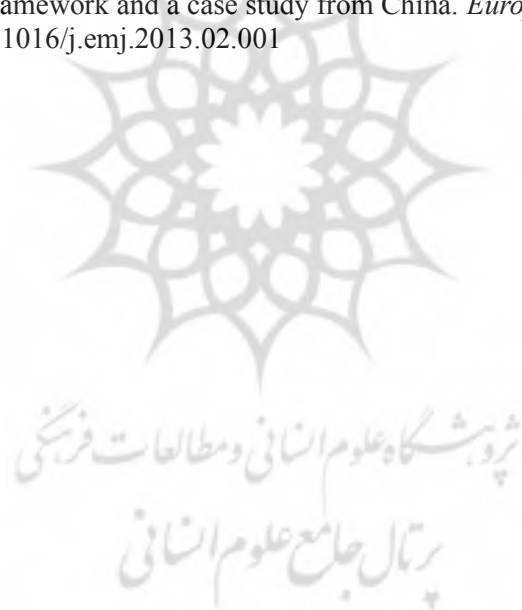 amework and a case study from China. Europ
1016/j.emj.2013.02.001
پژوهشگاه علوم انسانی و مطالعات فرهنگی
پرتال جامع علوم انسانی